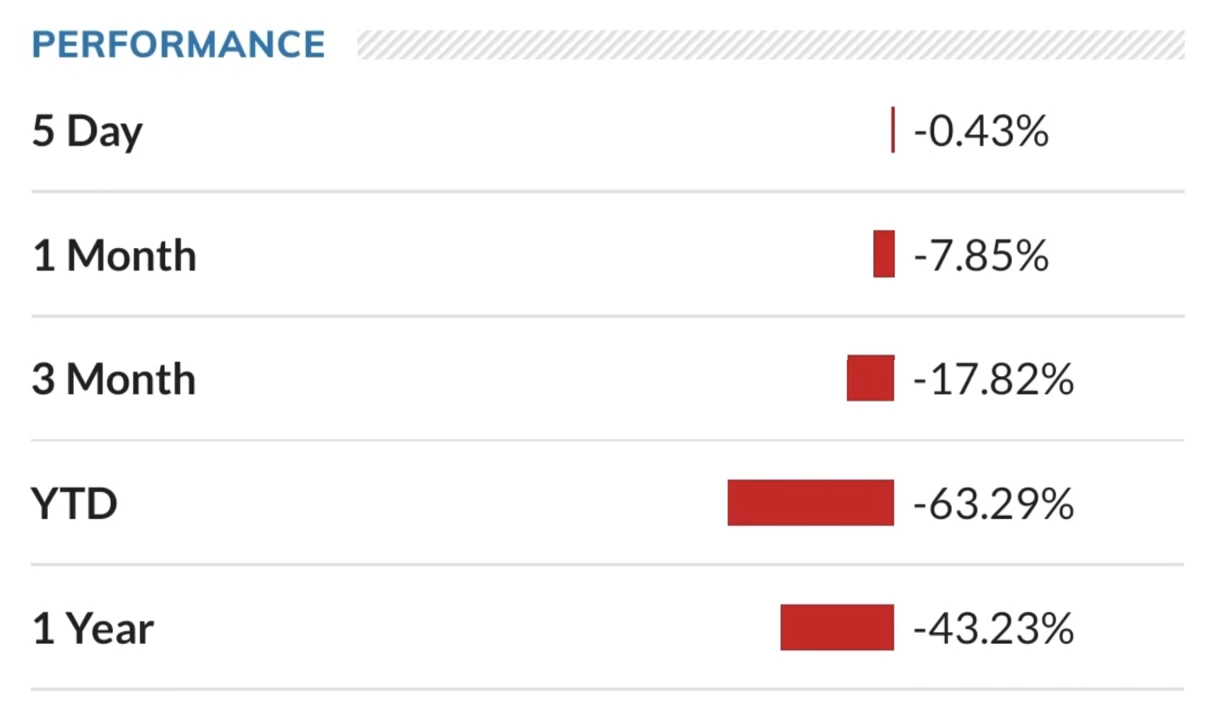 PERFORMANCE
5 Day -0.43%
1 Month -7.85%
3 Month -17.82%
YTD -63.29%
1 Year -43.23%